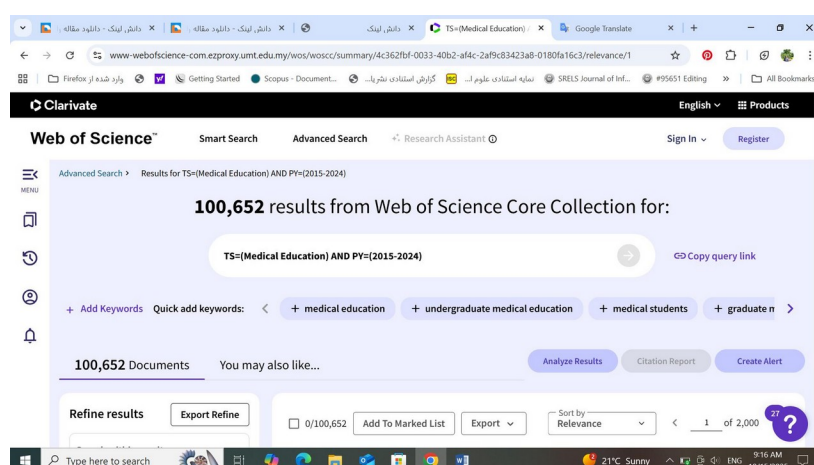 دانش لینک - دانلود مقاله
دانش لینک - دانلود مقاله
دانش لینک
TS=(Medical Education)
Google Translate
www-webofscience-com.ezproxy.umt.edu.my/wos/woscc/summary/4c362fbf-0033-40b2-af4c-2af9c83423a8-0180fa16c3/relevance/1
وارد شده از Firefox
Getting Started
Scopus - Document...
گزارش استنادی نشریا...
نمایه استنادی علوم ا...
SRELS Journal of Inf...
#95651 Editing
»
All Bookmarks
Clarivate
English
Products
Web of Science™
Smart Search
Advanced Search
Research Assistant
Sign In
Register
MENU
Advanced Search > Results for TS=(Medical Education) AND PY=(2015-2024)
100,652 results from Web of Science Core Collection for:
TS=(Medical Education) AND PY=(2015-2024)
Copy query link
+ Add Keywords Quick add keywords:
+ medical education
+ undergraduate medical education
+ medical students
+ graduate
100,652 Documents
You may also like...
Analyze Results
Citation Report
Create Alert
Refine results
Export Refine
0/100,652
Add To Marked List
Export
Sort by
Relevance
1 of 2,000
27
?
Type here to search
21°C Sunny
ENG
9:16 AM